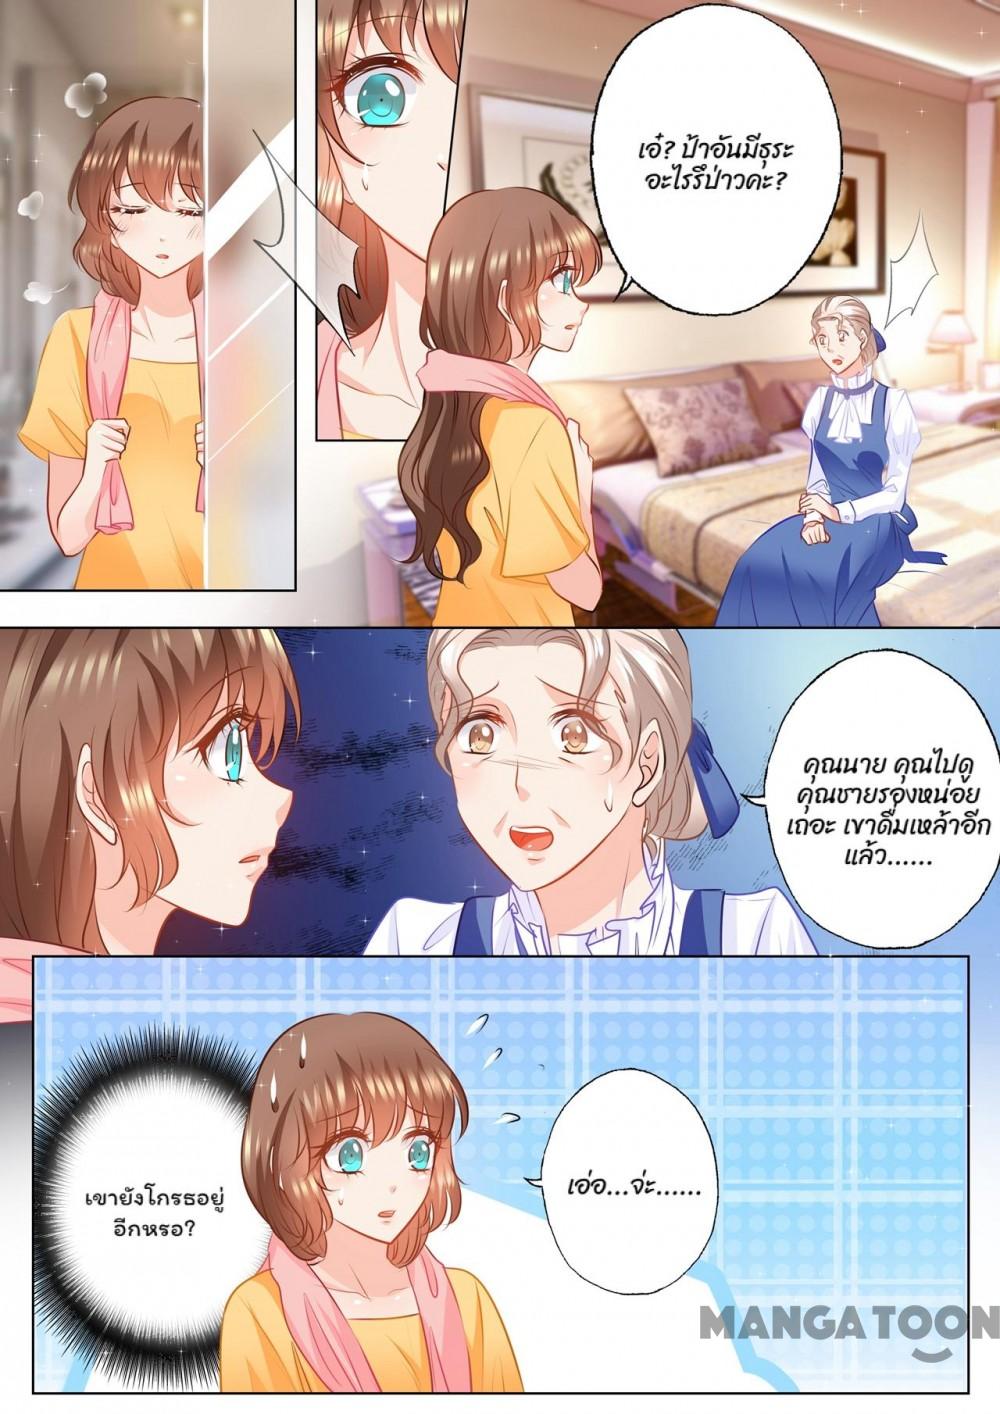 เอ๋? ป้าอันมีธุระ
อะไรรึป่าวคะ?
คุณนาย คุณไปดู
คุณชายรองหน่อย
เถอะ เขาดื่มเหล้าอีก
แล้ว......
เขายังโกรธอยู่
อีกหรอ?
เอ่อ...จ่ะ......
MANGATOON